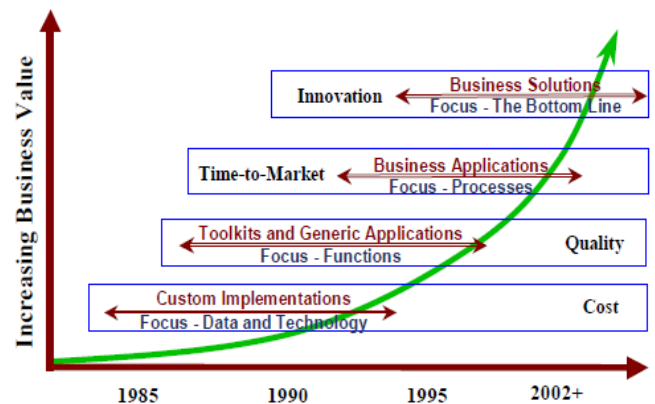 Increasing Business Value
Innovation
Business Solutions
Focus - The Bottom Line
Time-to-Market
Business Applications
Focus - Processes
Toolkits and Generic Applications
Focus - Functions
Quality
Custom Implementations
Focus - Data and Technology
Cost
1985 1990 1995 2002+